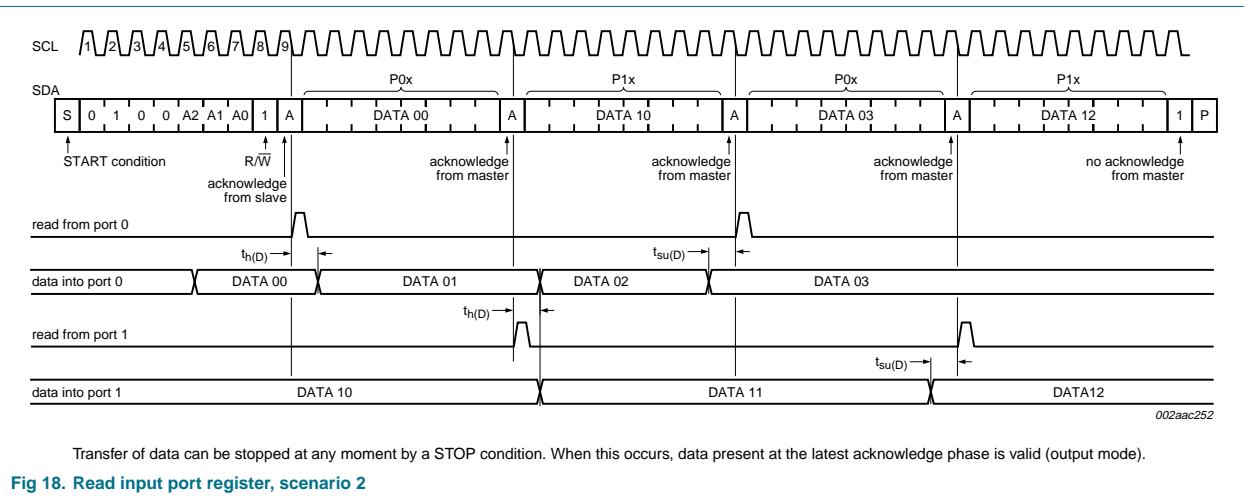 SCL 1 2 3 4 5 6 7 8 9
P0x P1x P0x P1x
SDA
S 0 1 0 0 A2 A1 A0 1 A DATA 00 A DATA 10 A DATA 03 A DATA 12 1 P
START condition R/W̅ acknowledge from slave acknowledge from master acknowledge from master acknowledge from master no acknowledge from master
read from port 0
th(D) tsu(D)
data into port 0 DATA 00 DATA 01 DATA 02 DATA 03
th(D)
read from port 1
tsu(D)
data into port 1 DATA 10 DATA 11 DATA12
002aac252
Transfer of data can be stopped at any moment by a STOP condition. When this occurs, data present at the latest acknowledge phase is valid (output mode).
Fig 18. Read input port register, scenario 2